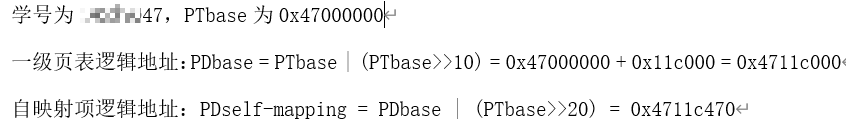 学号为 47, PTbase 为 0x47000000↵
一级页表逻辑地址:PDbase = PTbase | (PTbase>>10) = 0x47000000 + 0x11c000 = 0x4711c000↵
自映射项逻辑地址: PDself-mapping = PDbase | (PTbase>>20) = 0x4711c470↵